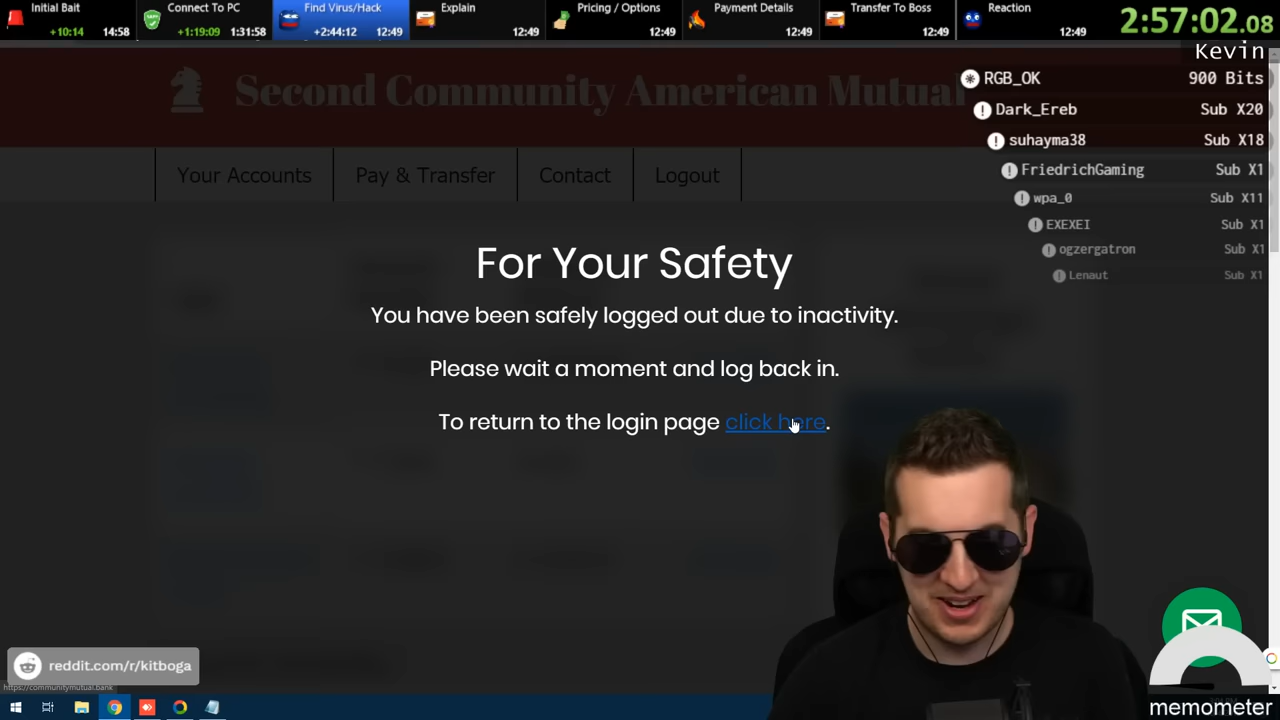 Initial Bait
+10:14 14:58
Connect To PC
+1:19:09 1:31:58
Find Virus/Hack
+2:44:12 12:49
Explain
12:49
Pricing / Options
12:49
Payment Details
12:49
Transfer To Boss
12:49
Reaction
12:49
2:57:02.08
Kevin
RGB_OK 900 Bits
Dark_Ereb Sub X20
suhayma38 Sub X18
FriedrichGaming Sub X1
wpa_0 Sub X11
EXEXEI Sub X1
ogzergatron Sub X1
Lenaut Sub X1
Second Community American Mutual
Your Accounts Pay & Transfer Contact Logout
For Your Safety
You have been safely logged out due to inactivity.
Please wait a moment and log back in.
To return to the login page click here.
reddit.com/r/kitboga
https://communitymutual.bank
memometer